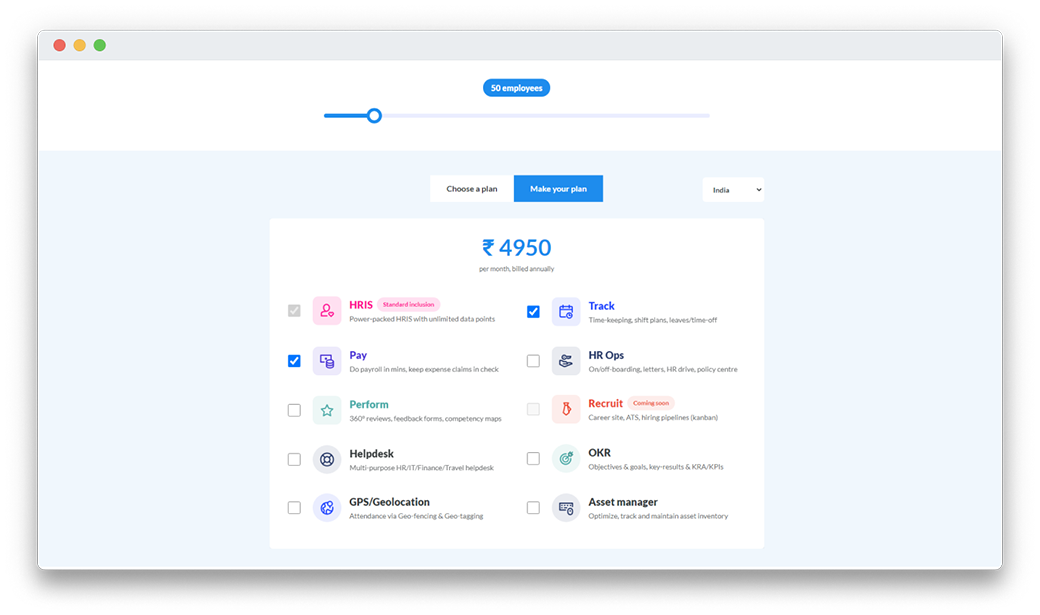 50 employees
Choose a plan
Make your plan
India
₹ 4950
per month, billed annually
HRIS Standard inclusion
Power-packed HRIS with unlimited data points
Track
Time-keeping, shift plans, leaves/time-off
Pay
Do payroll in mins, keep expense claims in check
HR Ops
On/off-boarding, letters, HR drive, policy centre
Perform
360° reviews, feedback forms, competency maps
Recruit Coming soon
Career site, ATS, hiring pipelines (kanban)
Helpdesk
Multi-purpose HR/IT/Finance/Travel helpdesk
OKR
Objectives & goals, key-results & KRA/KPIs
GPS/Geolocation
Attendance via Geo-fencing & Geo-tagging
Asset manager
Optimize, track and maintain asset inventory